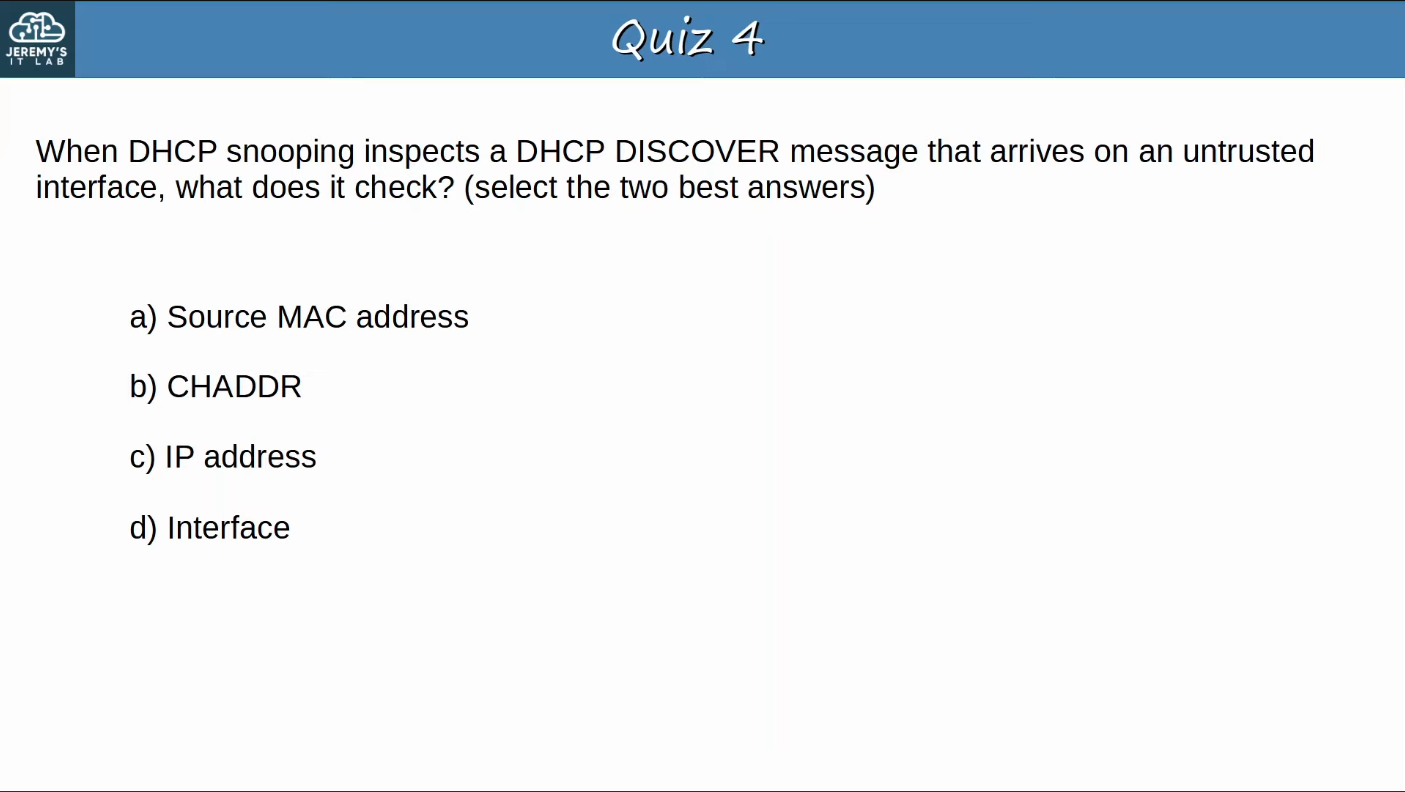 JEREMY'S
IT LAB
Quiz 4
When DHCP snooping inspects a DHCP DISCOVER message that arrives on an untrusted
interface, what does it check? (select the two best answers)
a) Source MAC address
b) CHADDR
c) IP address
d) Interface